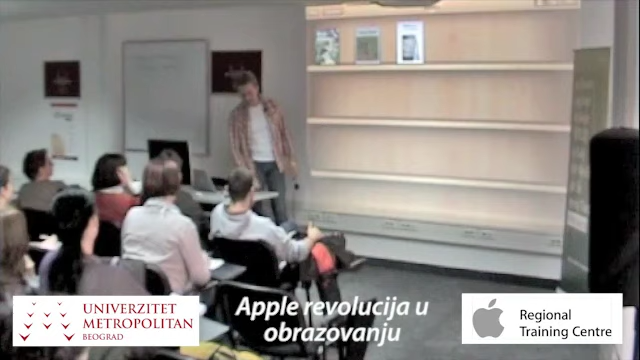 UNIVERZITET
METROPOLITAN
BEOGRAD
Apple revolucija u
obrazovanju
Regional
Training Centre